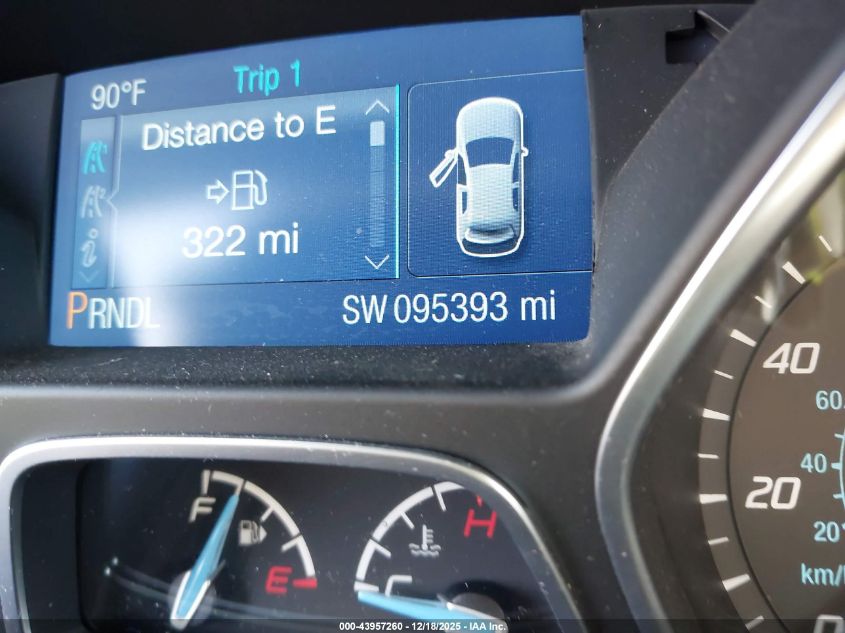 90°F Trip 1
Distance to E
322 mi
i
PRNDL SW 095393 mi
40
60
F H
40
20
E C
20
km/
0
000-43957260 - 12/18/2025 - IAA Inc.